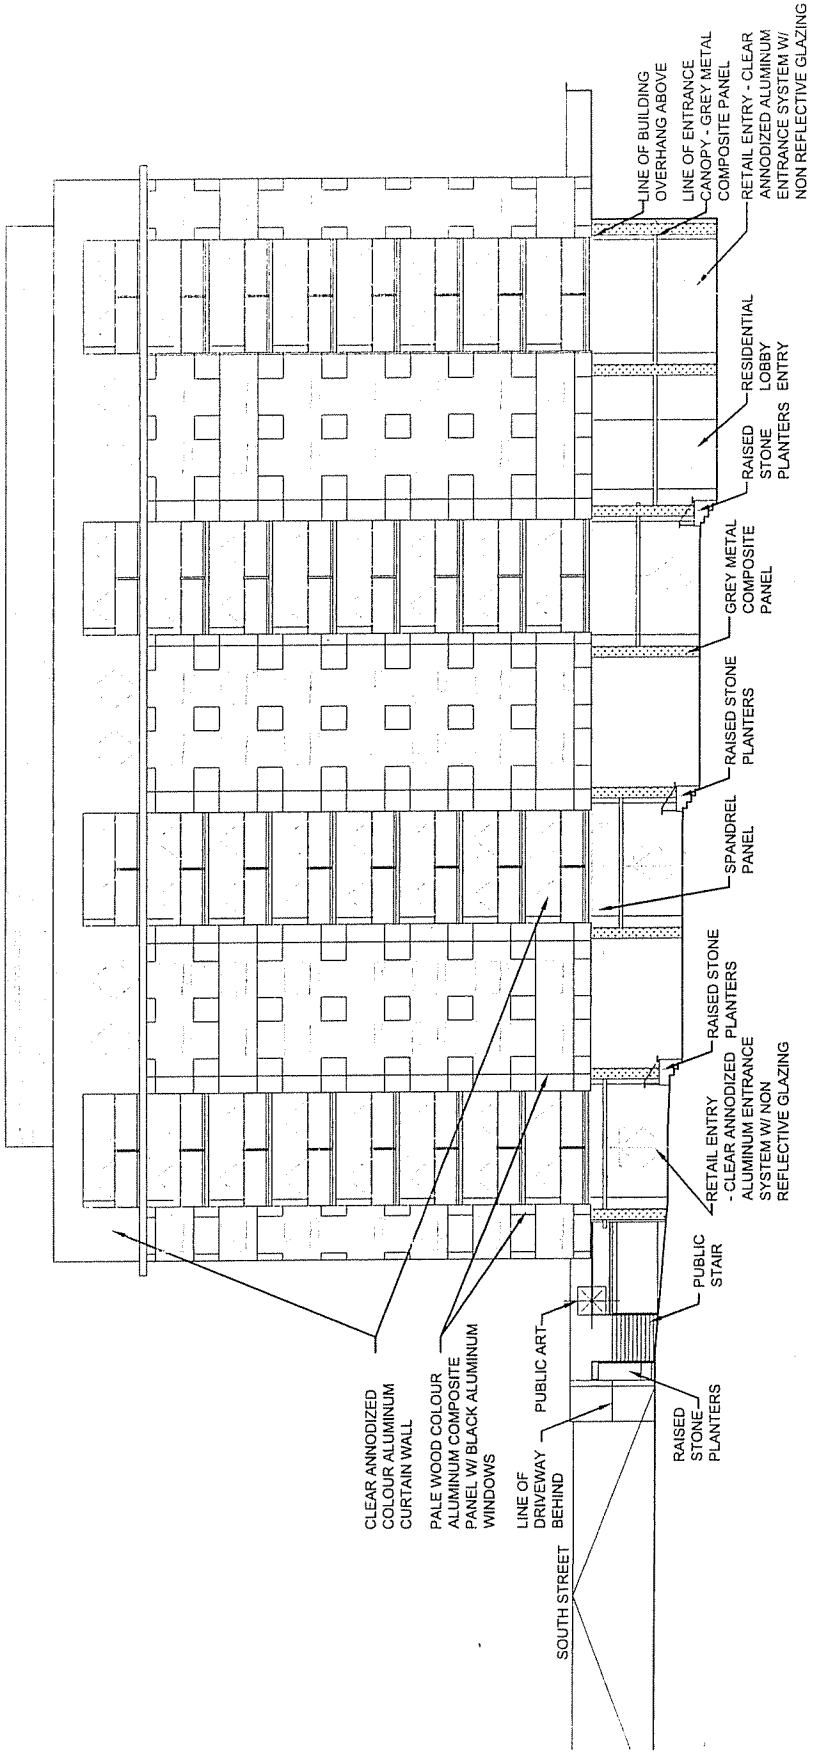 CLEAR ANNODIZED
COLOUR ALUMINUM
CURTAIN WALL
PALE WOOD COLOUR
ALUMINUM COMPOSITE
PANEL W/ BLACK ALUMINUM
WINDOWS
PUBLIC ART
LINE OF
DRIVEWAY
BEHIND
SOUTH STREET
RAISED
STONE
PLANTERS
PUBLIC
STAIR
RETAIL ENTRY
- CLEAR ANNODIZED
ALUMINUM ENTRANCE
SYSTEM W/ NON
REFLECTIVE GLAZING
RAISED STONE
PLANTERS
SPANDREL
PANEL
RAISED STONE
PLANTERS
GREY METAL
COMPOSITE
PANEL
RAISED
STONE
PLANTERS
RESIDENTIAL
LOBBY
ENTRY
LINE OF BUILDING
OVERHANG ABOVE
LINE OF ENTRANCE
CANOPY - GREY METAL
COMPOSITE PANEL
RETAIL ENTRY - CLEAR
ANNODIZED ALUMINUM
ENTRANCE SYSTEM W/
NON REFLECTIVE GLAZING